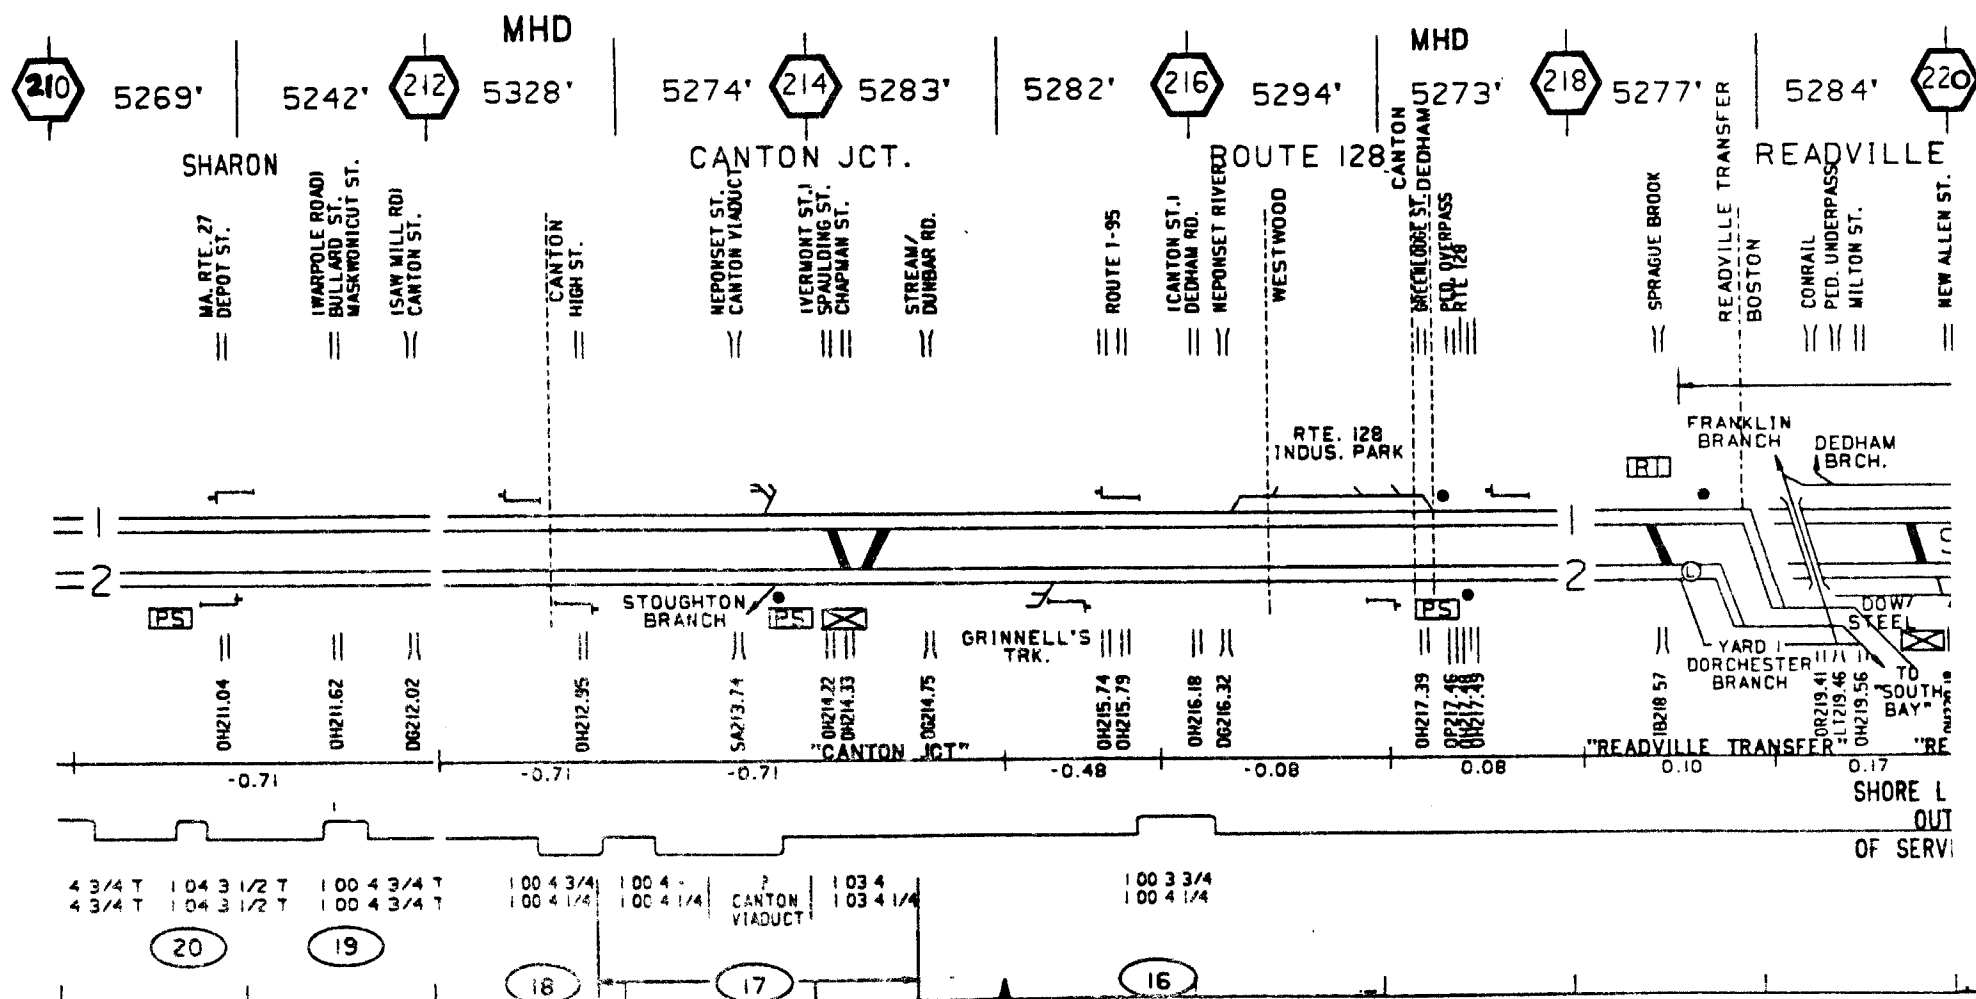 MHD
MHD
210 5269' 5242' 212 5328' 5274' 214 5283' 5282' 216 5294' 5273' 218 5277' 5284' 220
SHARON
CANTON JCT.
ROUTE 128
READVILLE
MA. RTE. 27
DEPOT ST.
(WARPOLE ROAD)
BULLARD ST.
MASKWONICUT ST.
(SAW MILL RD)
CANTON ST.
CANTON
HIGH ST.
NEPONSET ST.
CANTON VIADUCT
(VERMONT ST.)
SPAULDING ST.
CHAPMAN ST.
STREAM/
DUNBAR RD.
ROUTE I-95
(CANTON ST.)
DEDHAM RD.
NEPONSET RIVER
WESTWOOD
CANTON
GREENLODGE ST.
DEDHAM
PED. OVERPASS
RTE 128
SPRAGUE BROOK
READVILLE TRANSFER
READVILLE
BOSTON
CONRAIL
PED. UNDERPASS
MILTON ST.
NEW ALLEN ST.
RTE. 128
INDUS. PARK
FRANKLIN
BRANCH
DEDHAM
BRCH.
RT
1 1
2 2
PS
STOUGHTON
BRANCH
PS
GRINNELL'S
TRK.
PS
L
DOW/
STEEL
YARD 1
DORCHESTER
BRANCH
TO
"SOUTH
BAY"
OH211.04
OH211.62
DG212.02
OH212.95
SA213.74
OH214.22
OH214.33
DG214.75
OH215.74
OH215.79
OH216.18
DG216.32
OH217.39
OP217.46
OH217.48
OH217.49
IB218.57
OR219.41
"LT219.46
OH219.56
"CANTON JCT"
"READVILLE TRANSFER"
"RE
-0.71 -0.71 -0.71 -0.48 -0.08 0.08 0.10 0.17
SHORE L
OUT
OF SERVI
4 3/4 T 1 04 3 1/2 T 1 00 4 3/4 T 1 00 4 3/4 1 00 4 1 03 4 1 00 3 3/4
4 3/4 T 1 04 3 1/2 T 1 00 4 3/4 T 1 00 4 1/4 1 00 4 1/4 CANTON 1 03 4 1/4 1 00 4 1/4
VIADUCT
20 19 18 17 16